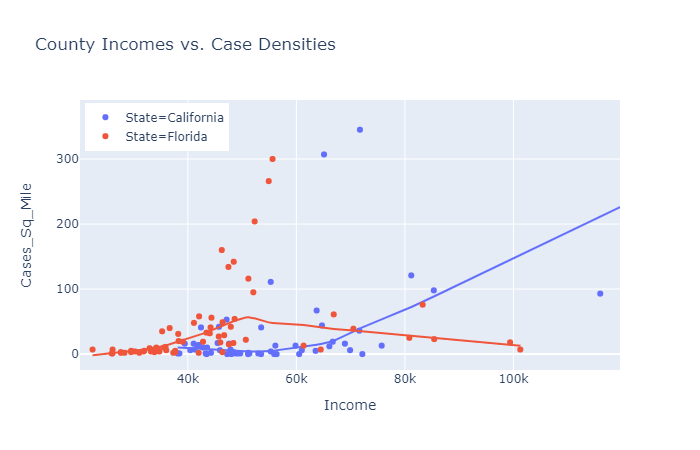 County Incomes vs. Case Densities
State=California
State=Florida
Cases_Sq_Mile
300
200
100
0
40k
60k
80k
100k
Income